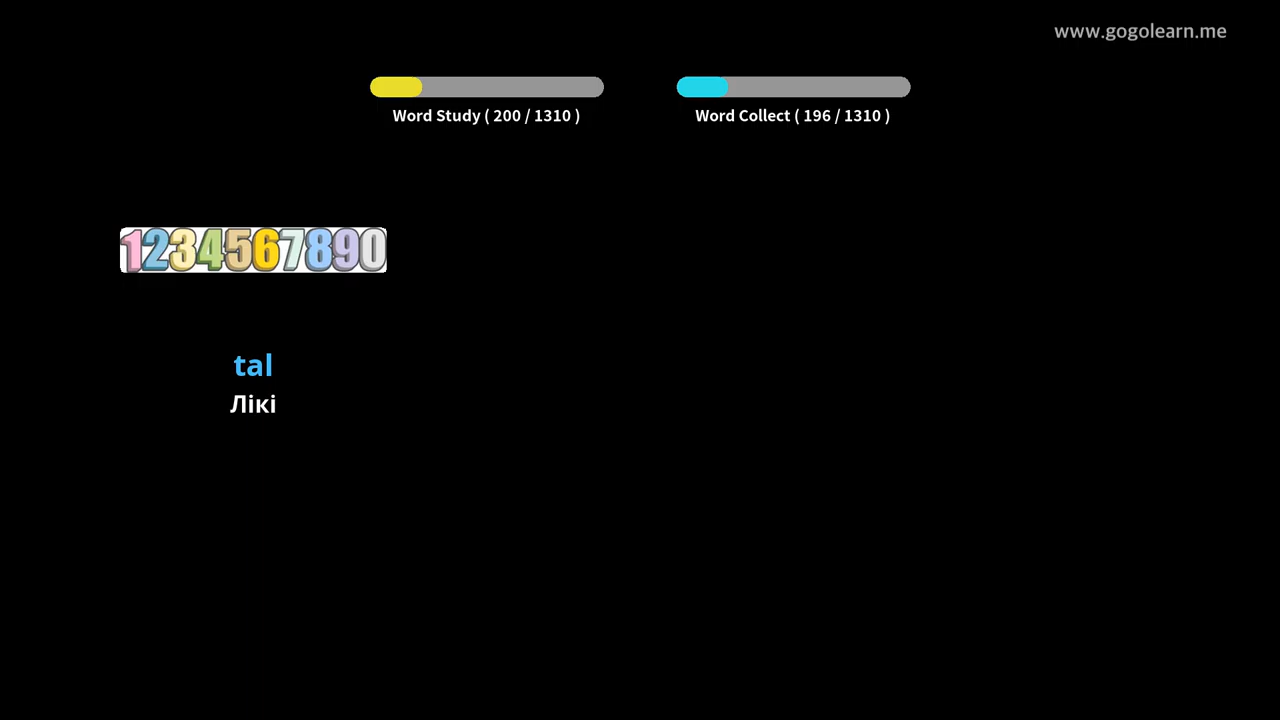 www.gogolearn.me
Word Study ( 200 / 1310 )
Word Collect ( 196 / 1310 )
1234567890
tal
Лікі